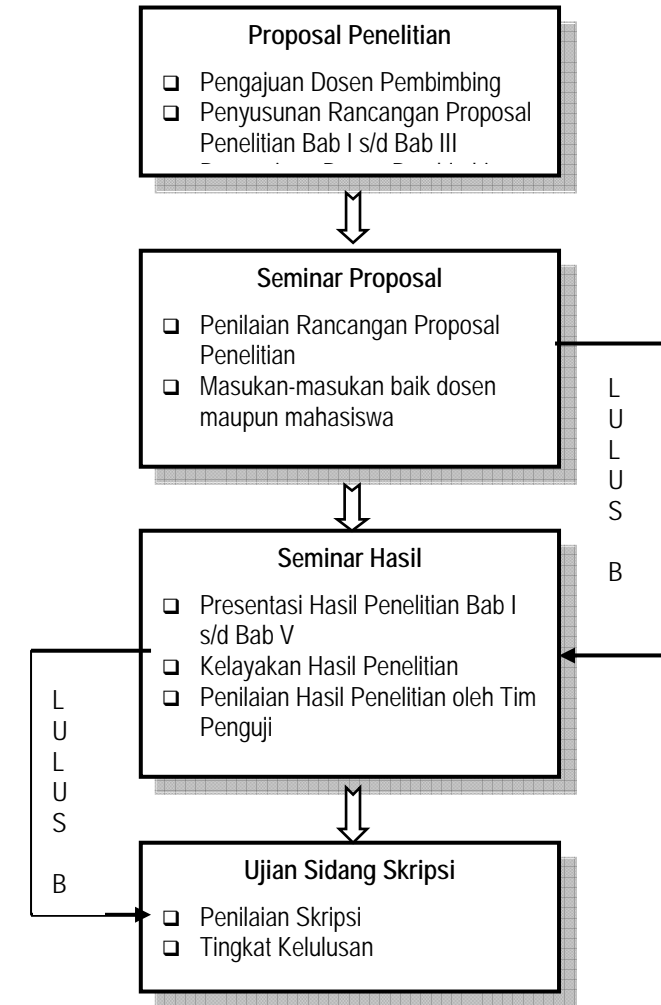 Proposal Penelitian
❑ Pengajuan Dosen Pembimbing
❑ Penyusunan Rancangan Proposal
Penelitian Bab I s/d Bab III
Seminar Proposal
❑ Penilaian Rancangan Proposal
Penelitian
❑ Masukan-masukan baik dosen
maupun mahasiswa
L
U
L
U
S
B
Seminar Hasil
❑ Presentasi Hasil Penelitian Bab I
s/d Bab V
❑ Kelayakan Hasil Penelitian
❑ Penilaian Hasil Penelitian oleh Tim
Penguji
L
U
L
U
S
B
Ujian Sidang Skripsi
❑ Penilaian Skripsi
❑ Tingkat Kelulusan